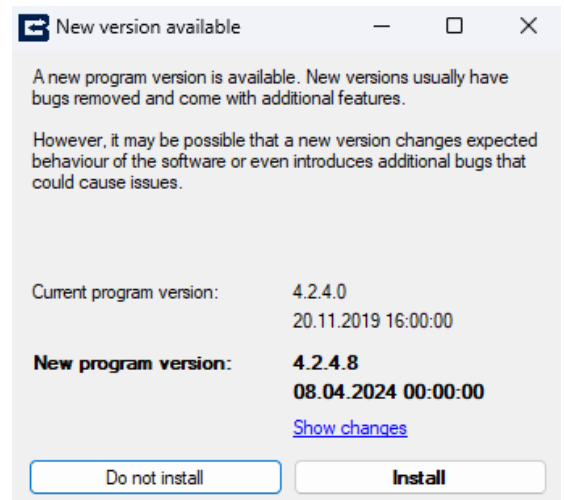 New version available
A new program version is available. New versions usually have
bugs removed and come with additional features.
However, it may be possible that a new version changes expected
behaviour of the software or even introduces additional bugs that
could cause issues.
Current program version: 4.2.4.0
20.11.2019 16:00:00
New program version: 4.2.4.8
08.04.2024 00:00:00
Show changes
Do not install Install